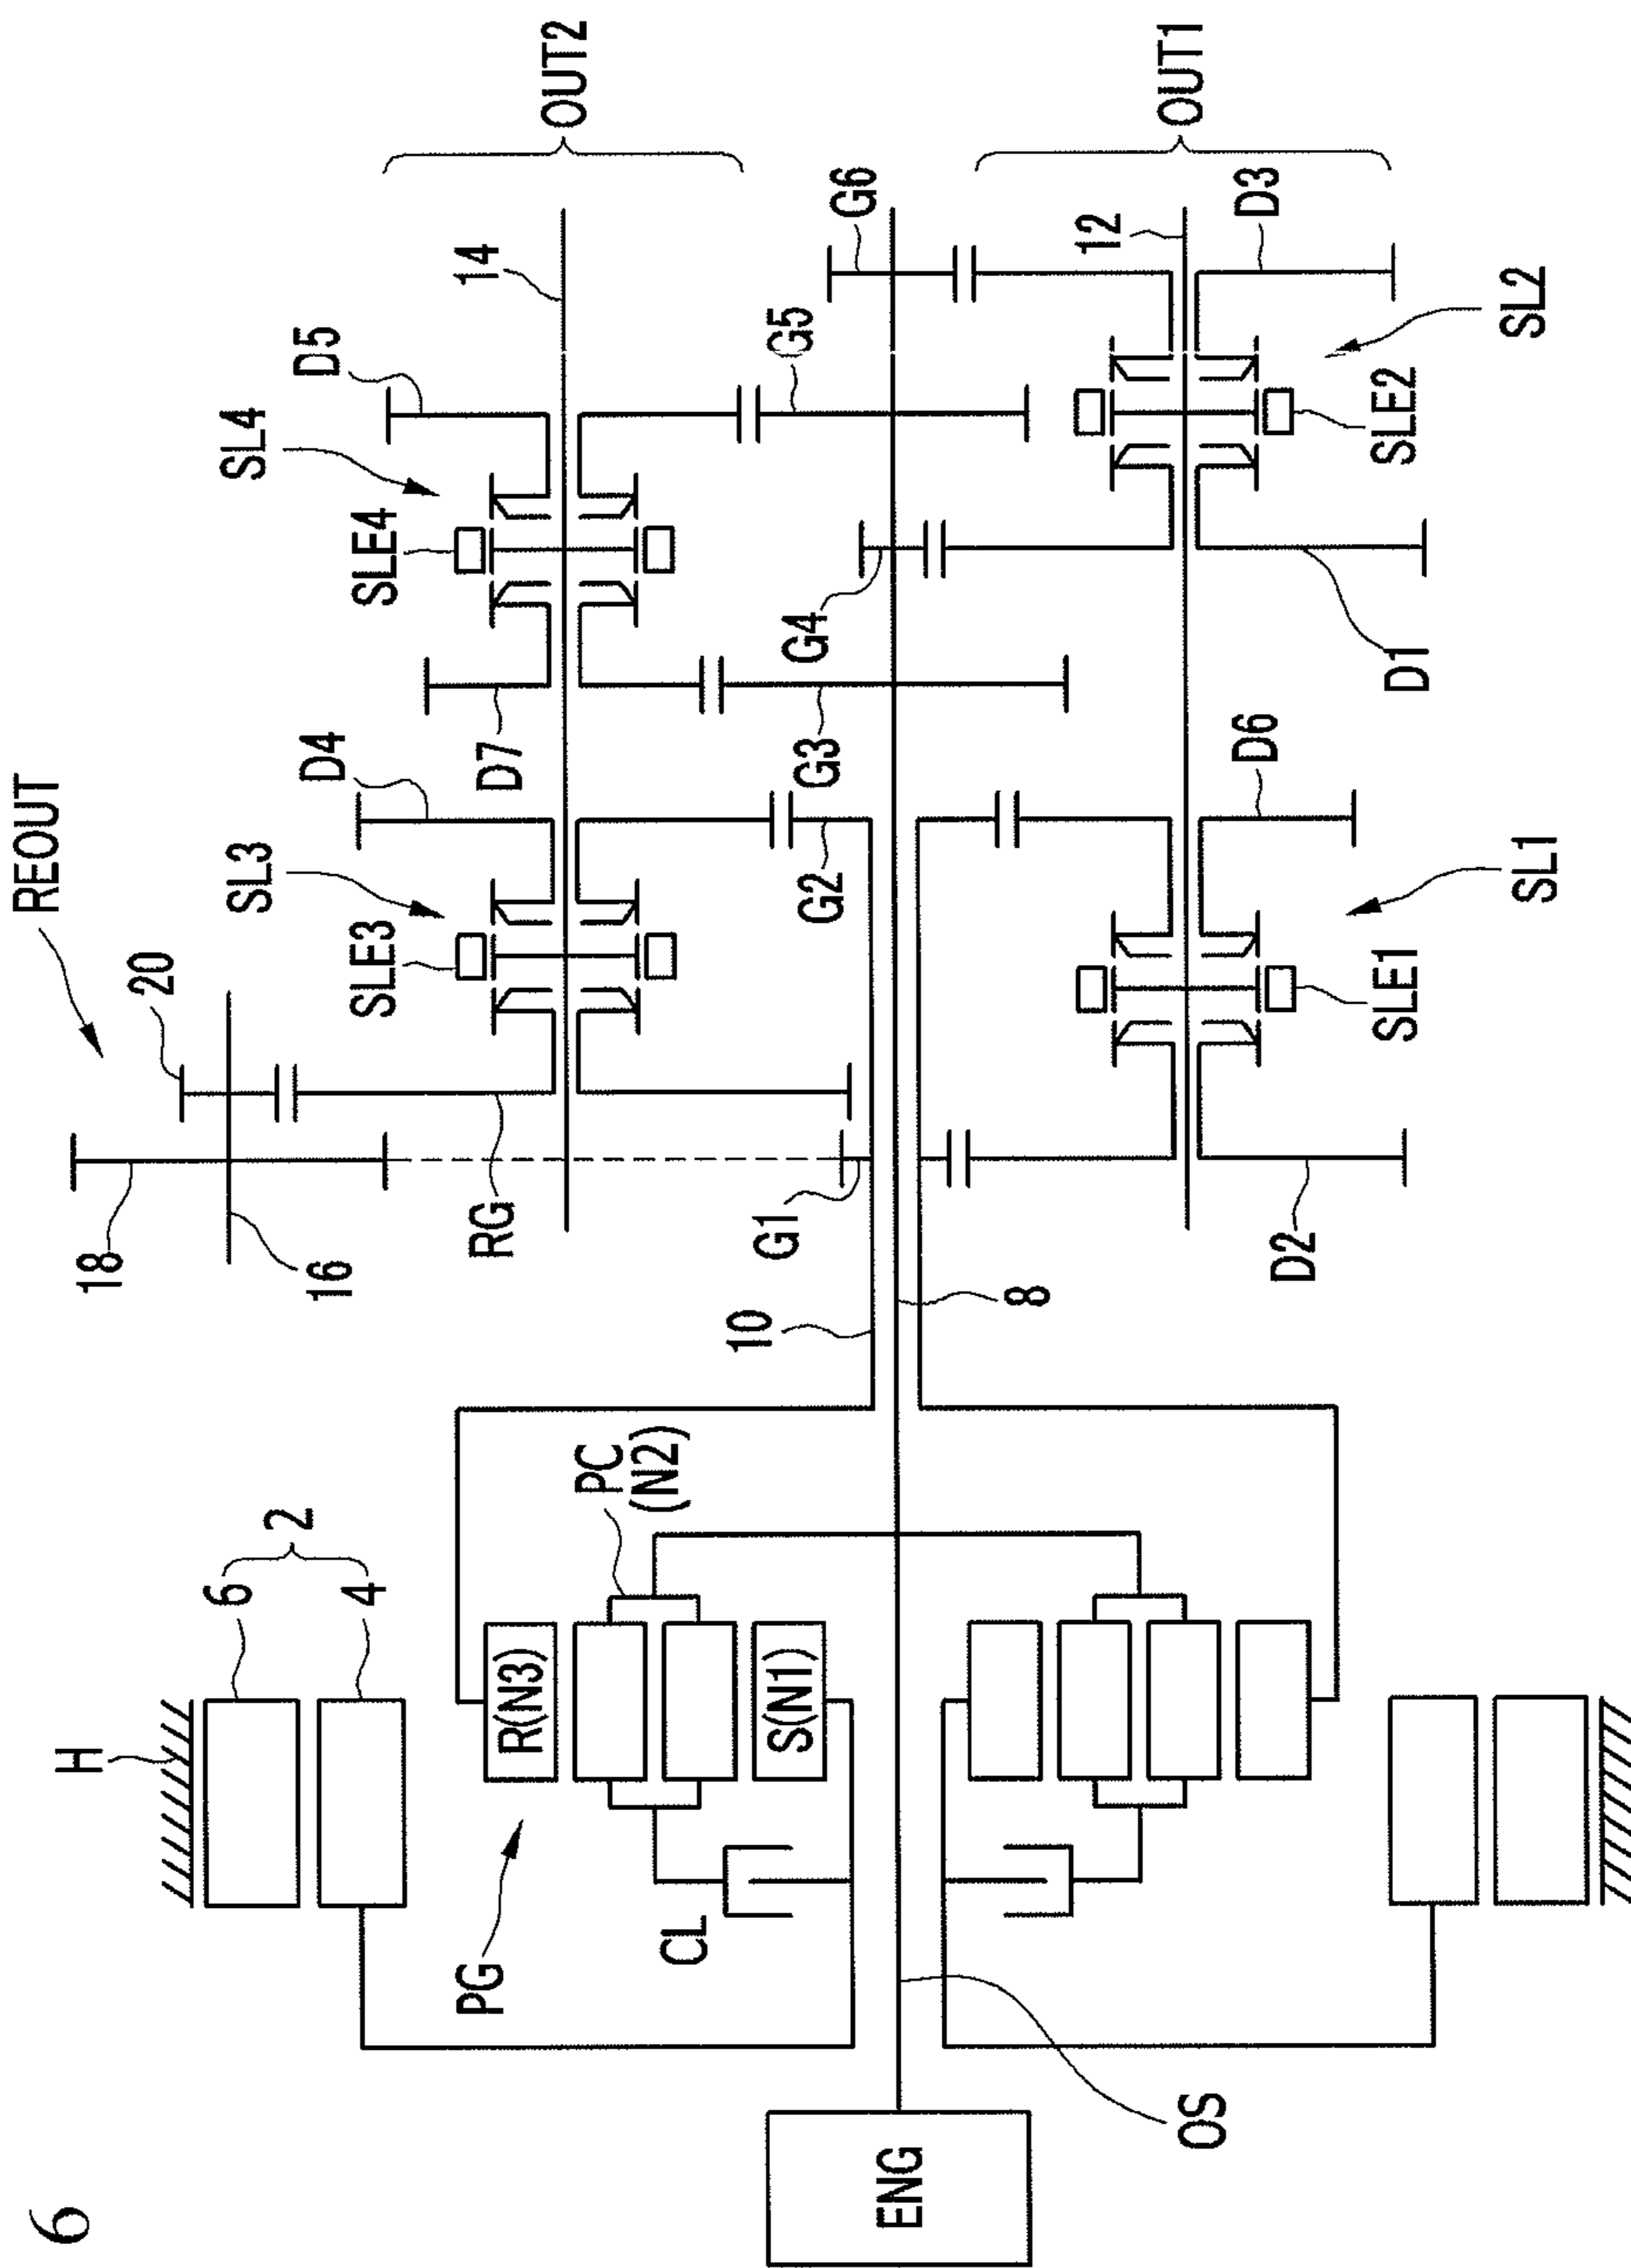 6
ENG
OS
H
6
4
2
PG
CL
R(N3)
S(N1)
PC
(N2)
10
8
REOUT
18
16
20
RG
G1
D2
SL3
SLE3
D4
G2
D6
SL1
SLE1
D7
G3
SL4
SLE4
D5
G4
G5
D1
SL2
SLE2
14
G6
12
D3
OUT2
OUT1